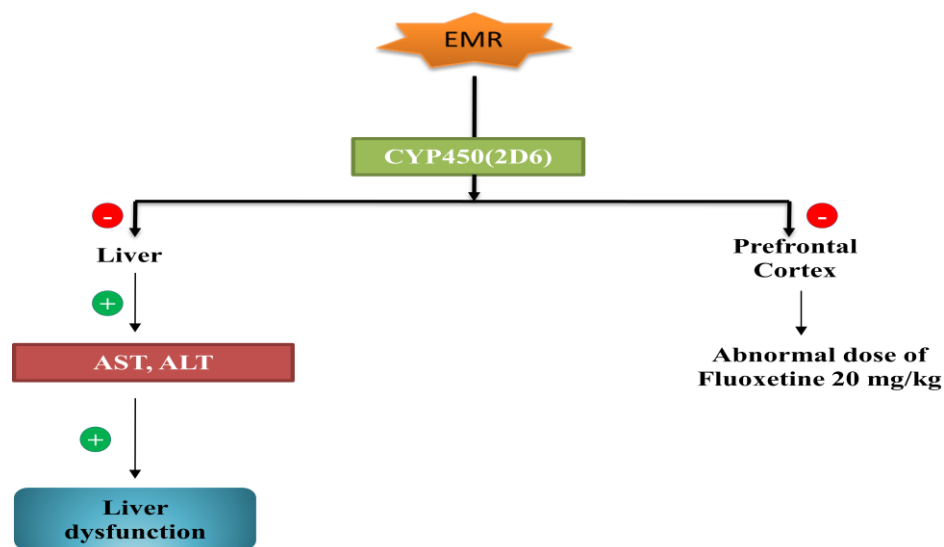 EMR
CYP450(2D6)
-
-
Liver
Prefrontal
Cortex
+
AST, ALT
Abnormal dose of
Fluoxetine 20 mg/kg
+
Liver
dysfunction